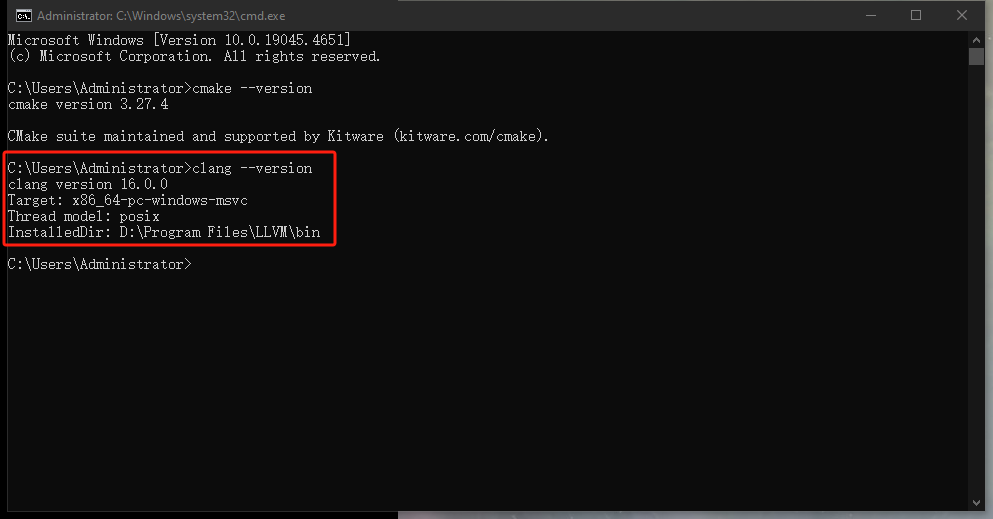 Administrator: C:\Windows\system32\cmd.exe
Microsoft Windows [Version 10.0.19045.4651]
(c) Microsoft Corporation. All rights reserved.
C:\Users\Administrator>cmake --version
cmake version 3.27.4
CMake suite maintained and supported by Kitware (kitware.com/cmake).
C:\Users\Administrator>clang --version
clang version 16.0.0
Target: x86_64-pc-windows-msvc
Thread model: posix
InstalledDir: D:\Program Files\LLVM\bin
C:\Users\Administrator>